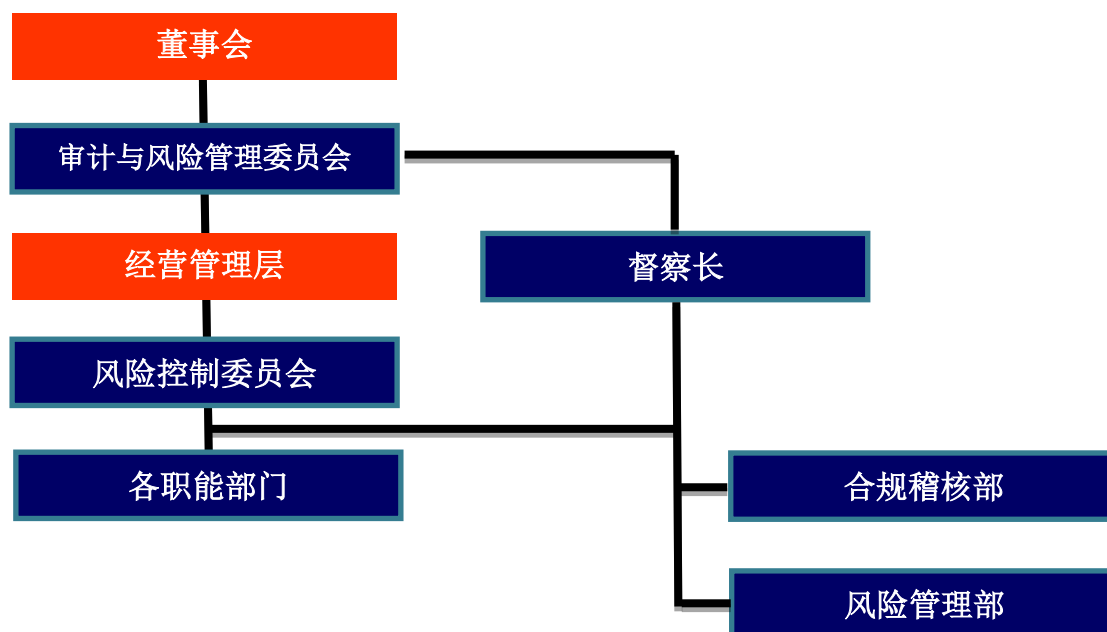 董事会
审计与风险管理委员会
经营管理层
督察长
风险控制委员会
各职能部门
合规稽核部
风险管理部